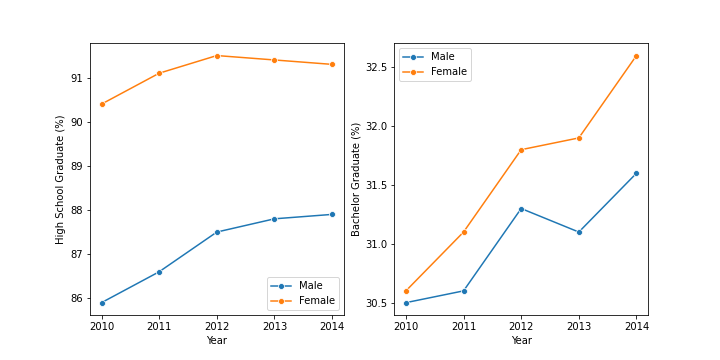 High School Graduate (%)
91
90
89
88
87
86
2010 2011 2012 2013 2014
Year
Male
Female
Bachelor Graduate (%)
32.5
32.0
31.5
31.0
30.5
2010 2011 2012 2013 2014
Year
Male
Female